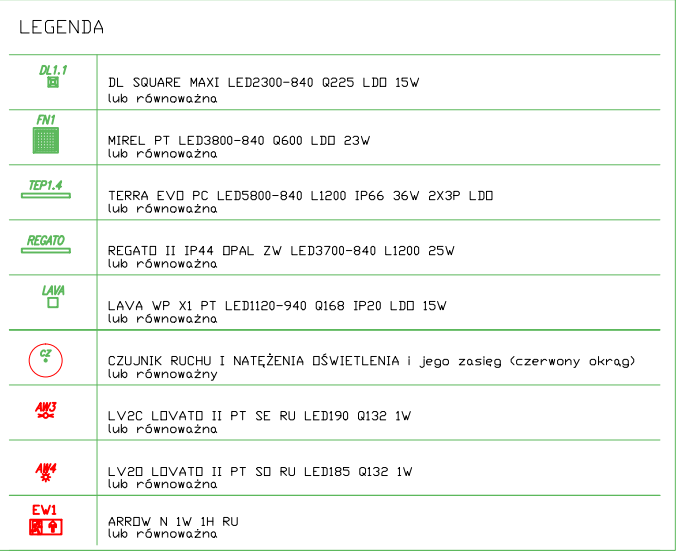 LEGENDA
DL1.1
DL SQUARE MAXI LED2300-840 Q225 LDO 15W
lub równoważna
FN1
MIREL PT LED3800-840 Q600 LDO 23W
lub równoważna
TEP1.4
TERRA EVO PC LED5800-840 L1200 IP66 36W 2X3P LDO
lub równoważna
REGATO
REGATO II IP44 OPAL ZW LED3700-840 L1200 25W
lub równoważna
LAVA
LAVA WP X1 PT LED1120-940 Q168 IP20 LDO 15W
lub równoważna
CZ
CZUJNIK RUCHU I NATĘŻENIA OŚWIETLENIA i jego zasięg (czerwony okrąg)
lub równoważny
AW3
LV2C LOVATO II PT SE RU LED190 Q132 1W
lub równoważna
AW4
LV2O LOVATO II PT SO RU LED185 Q132 1W
lub równoważna
EW1
ARROW N 1W 1H RU
lub równoważna